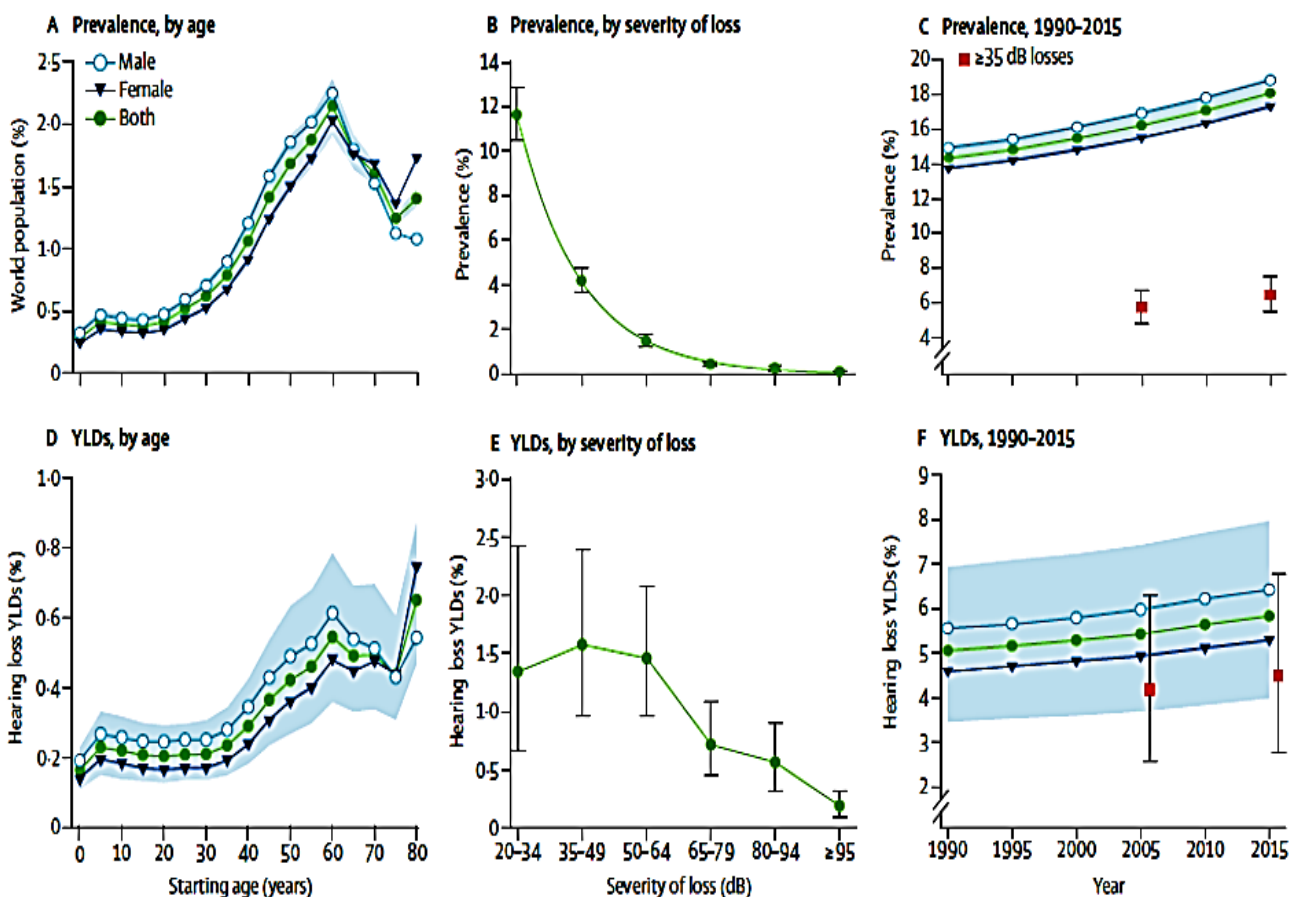 A Prevalence, by age
2·5
2·0
1·5
1·0
0·5
0
World population (%)
Male
Female
Both
B Prevalence, by severity of loss
14
12
10
8
6
4
2
0
Prevalence (%)
C Prevalence, 1990–2015
20
18
16
14
12
10
8
6
4
Prevalence (%)
≥35 dB losses
D YLDs, by age
1·0
0·8
0·6
0·4
0·2
0
Hearing loss YLDs (%)
0 10 20 30 40 50 60 70 80
Starting age (years)
E YLDs, by severity of loss
3·0
2·5
2·0
1·5
1·0
0·5
0
Hearing loss YLDs (%)
20–34 35–49 50–64 65–79 80–94 ≥95
Severity of loss (dB)
F YLDs, 1990–2015
9
8
7
6
5
4
3
2
Hearing loss YLDs (%)
1990 1995 2000 2005 2010 2015
Year